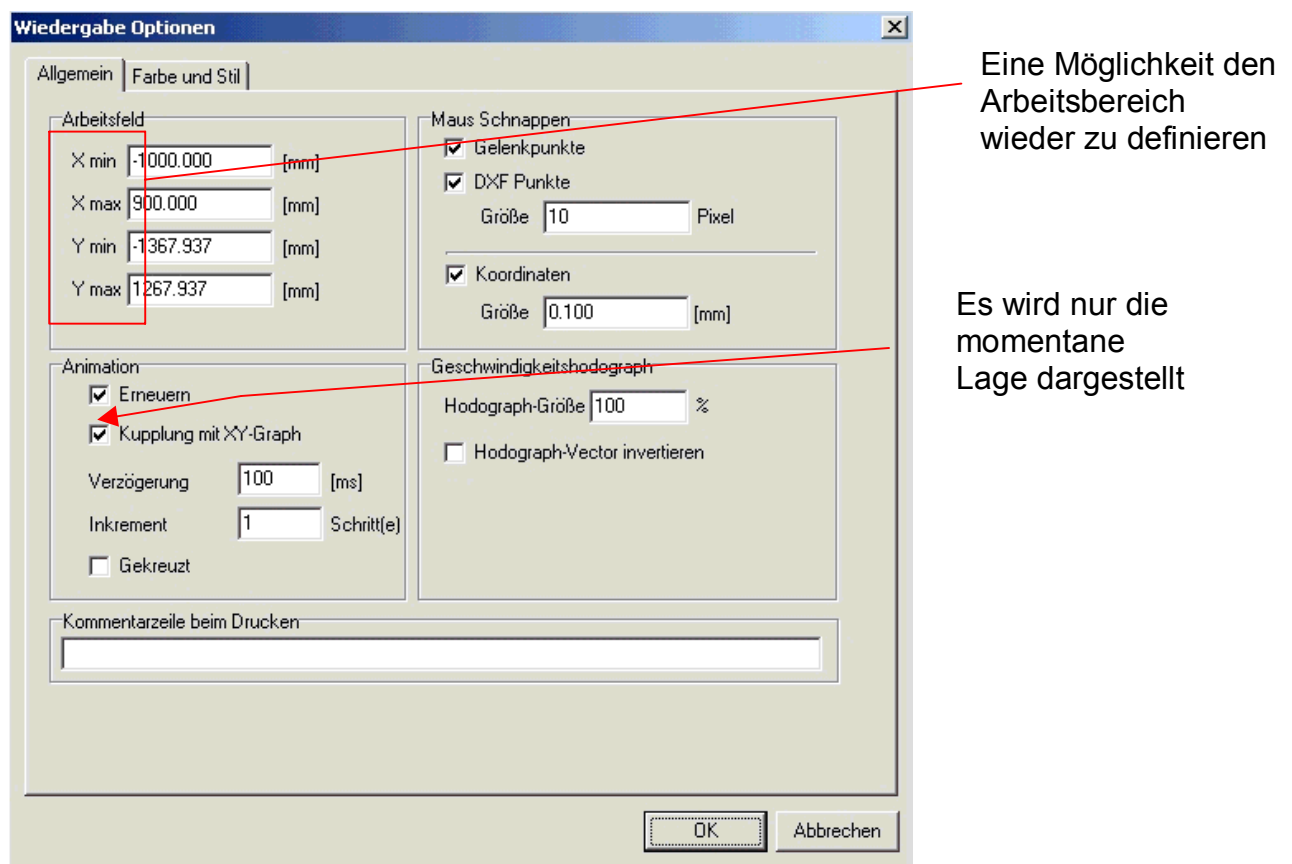 Wiedergabe Optionen
Allgemein
Farbe und Stil
Arbeitsfeld
X min -1000.000 [mm]
X max 900.000 [mm]
Y min -1367.937 [mm]
Y max 1267.937 [mm]
Maus Schnappen
Gelenkpunkte
DXF Punkte
Größe 10 Pixel
Koordinaten
Größe 0.100 [mm]
Animation
Erneuern
Kupplung mit XY-Graph
Verzögerung 100 [ms]
Inkrement 1 Schritt(e)
Gekreuzt
Geschwindigkeitshodograph
Hodograph-Größe 100 %
Hodograph-Vector invertieren
Kommentarzeile beim Drucken
OK
Abbrechen
Eine Möglichkeit den
Arbeitsbereich
wieder zu definieren
Es wird nur die
momentane
Lage dargestellt